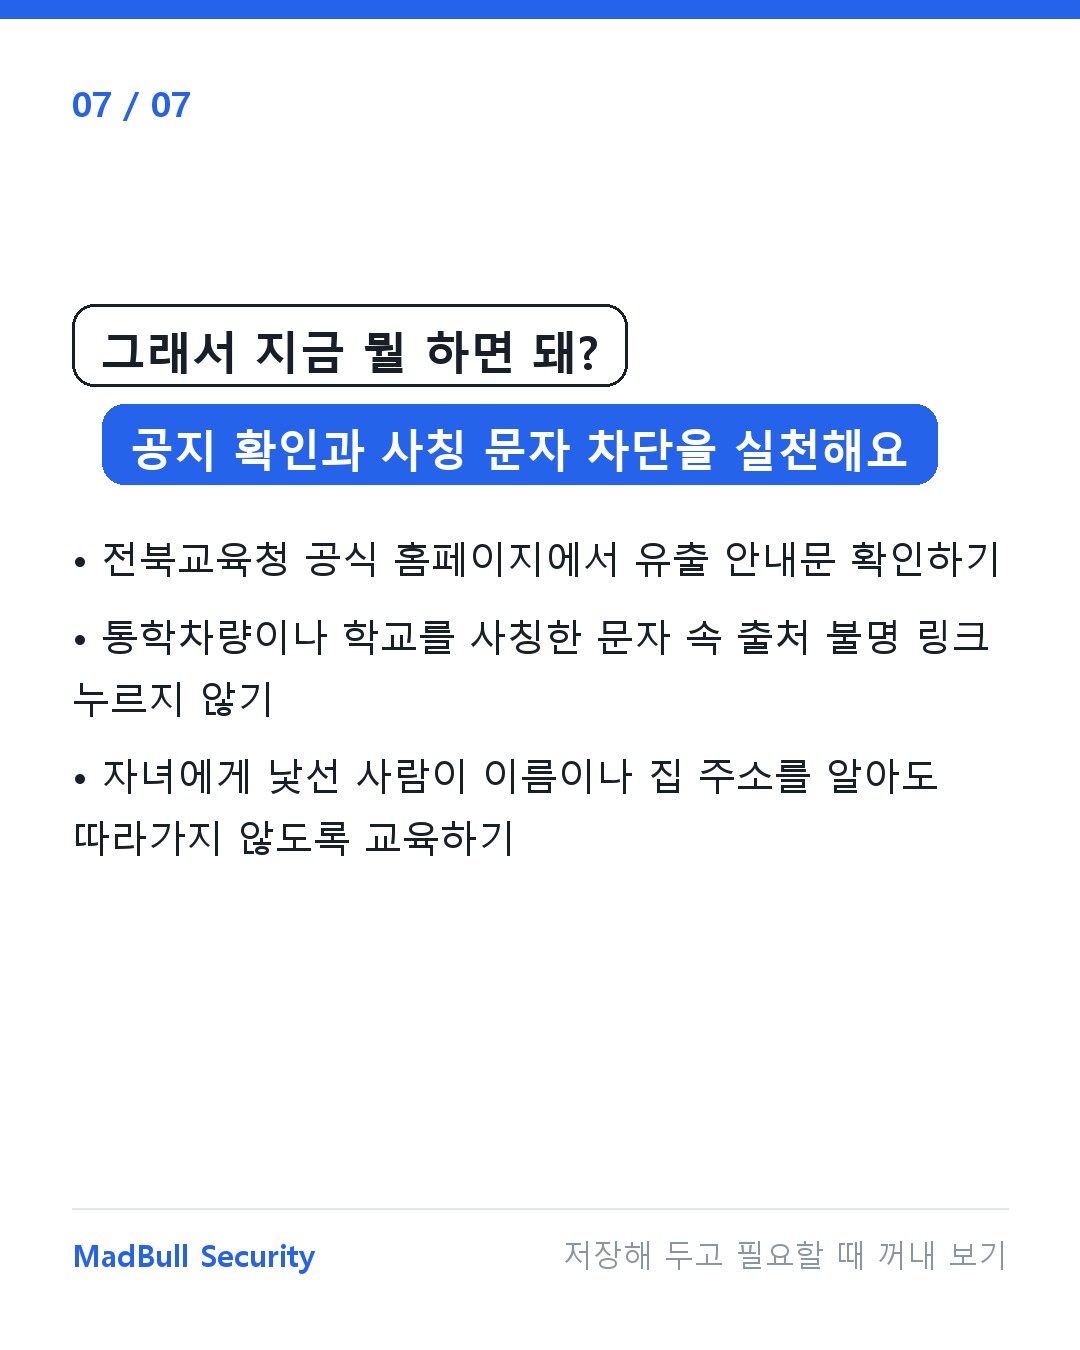 07 / 07
그래서 지금 뭘 하면 돼?
공지 확인과 사칭 문자 차단을 실천해요
• 전북교육청 공식 홈페이지에서 유출 안내문 확인하기
• 통학차량이나 학교를 사칭한 문자 속 출처 불명 링크
누르지 않기
• 자녀에게 낯선 사람이 이름이나 집 주소를 알아도
따라가지 않도록 교육하기
MadBull Security
저장해 두고 필요할 때 꺼내 보기